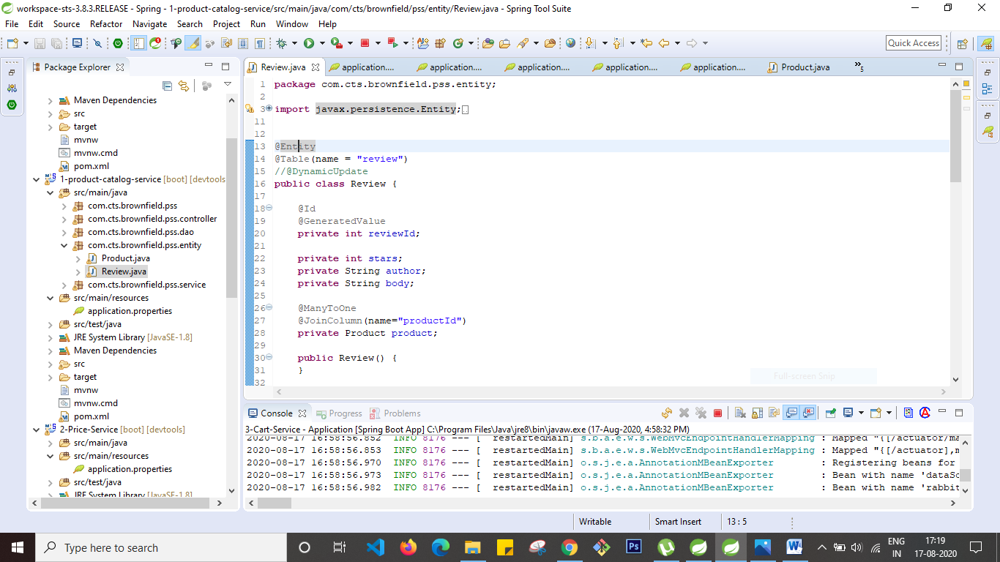 workspace-sts-3.8.3.RELEASE - Spring - 1-product-catalog-service/src/main/java/com/cts/brownfield/pss/entity/Review.java - Spring Tool Suite
File Edit Source Refactor Navigate Search Project Run Window Help
Quick Access
Package Explorer
Maven Dependencies
src
target
mvnw
mvnw.cmd
pom.xml
1-product-catalog-service [boot] [devtools
src/main/java
com.cts.brownfield.pss
com.cts.brownfield.pss.controller
com.cts.brownfield.pss.dao
com.cts.brownfield.pss.entity
Product.java
Review.java
com.cts.brownfield.pss.service
src/main/resources
application.properties
src/test/java
JRE System Library [JavaSE-1.8]
Maven Dependencies
src
target
mvnw
mvnw.cmd
pom.xml
2-Price-Service [boot] [devtools]
src/main/java
src/main/resources
application.properties
src/test/java
JRE System Library [JavaSE-1.8]
Review.java application.... application.... application.... application.... application.... Product.java »5
1 package com.cts.brownfield.pss.entity;
2
3 import javax.persistence.Entity;
11
12
13 @Entity
14 @Table(name = "review")
15 //@DynamicUpdate
16 public class Review {
17
18 @Id
19 @GeneratedValue
20 private int reviewId;
21
22 private int stars;
23 private String author;
24 private String body;
25
26 @ManyToOne
27 @JoinColumn(name="productId")
28 private Product product;
29
30 public Review() {
31 }
32
Full-screen Snip
Console Progress Problems
3-Cart-Service - Application [Spring Boot App] C:\Program Files\Java\jre8\bin\javaw.exe (17-Aug-2020, 4:58:32 PM)
2020-08-17 16:58:56.852 INFO 8176 --- [ restartedMain] s.b.a.e.w.s.WebMvcEndpointHandlerMapping : Mapped "{[/actuator/ma
2020-08-17 16:58:56.853 INFO 8176 --- [ restartedMain] s.b.a.e.w.s.WebMvcEndpointHandlerMapping : Mapped "{[/actuator],m
2020-08-17 16:58:56.970 INFO 8176 --- [ restartedMain] o.s.j.e.a.AnnotationMBeanExporter : Registering beans for
2020-08-17 16:58:56.973 INFO 8176 --- [ restartedMain] o.s.j.e.a.AnnotationMBeanExporter : Bean with name 'dataSo
2020-08-17 16:58:56.982 INFO 8176 --- [ restartedMain] o.s.j.e.a.AnnotationMBeanExporter : Bean with name 'rabbit
Writable Smart Insert 13 : 5
Type here to search
Ps
ENG
IN
17:19
17-08-2020